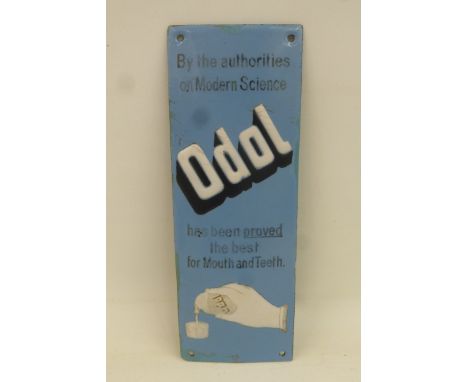 By the authorities
on Modern Science
Odol
has been proved
the best
for Mouth and Teeth.